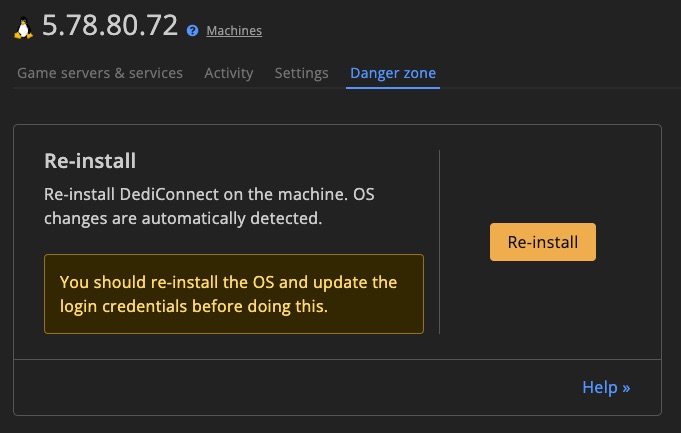 5.78.80.72 ? Machines
Game servers & services Activity Settings Danger zone
Re-install
Re-install DediConnect on the machine. OS
changes are automatically detected.
You should re-install the OS and update the
login credentials before doing this.
Re-install
Help »